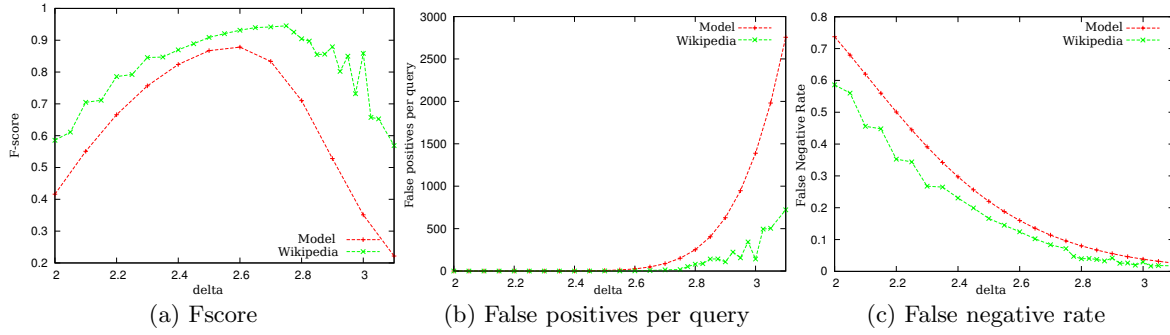 1
0.9
0.8
0.7
0.6
0.5
0.4
0.3
0.2
2 2.2 2.4 2.6 2.8 3
F-score
delta
Model
Wikipedia
(a) Fscore
3000
2500
2000
1500
1000
500
0
2 2.2 2.4 2.6 2.8 3
False positives per query
delta
Model
Wikipedia
(b) False positives per query
0.8
0.7
0.6
0.5
0.4
0.3
0.2
0.1
0
2 2.2 2.4 2.6 2.8 3
False Negative Rate
delta
Model
Wikipedia
(c) False negative rate